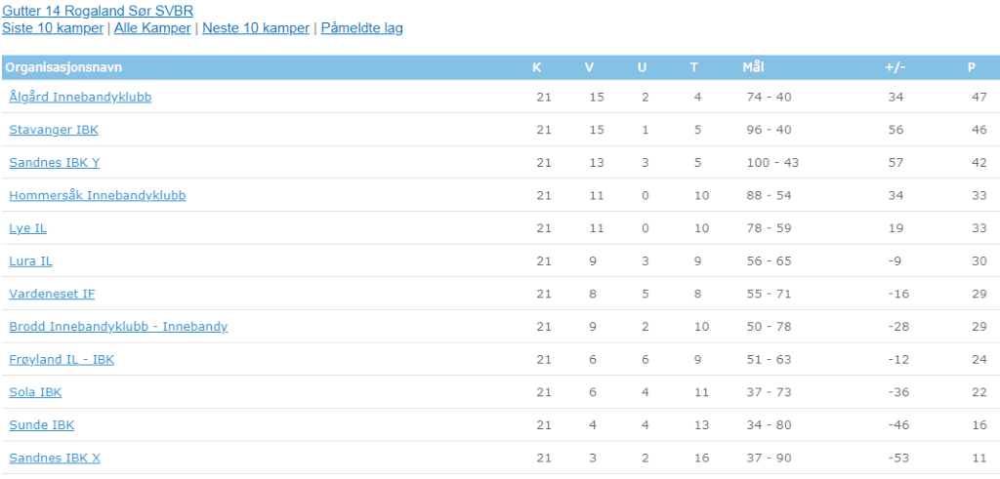 Gutter 14 Rogaland Sør SVBR
Siste 10 kamper | Alle Kamper | Neste 10 kamper | Påmeldte lag
Organisasjonsnavn K V U T Mål +/- P
Ålgård Innebandyklubb 21 15 2 4 74 - 40 34 47
Stavanger IBK 21 15 1 5 96 - 40 56 46
Sandnes IBK Y 21 13 3 5 100 - 43 57 42
Hommersåk Innebandyklubb 21 11 0 10 88 - 54 34 33
Lye IL 21 11 0 10 78 - 59 19 33
Lura IL 21 9 3 9 56 - 65 -9 30
Vardeneset IF 21 8 5 8 55 - 71 -16 29
Brodd Innebandyklubb - Innebandy 21 9 2 10 50 - 78 -28 29
Frøyland IL - IBK 21 6 6 9 51 - 63 -12 24
Sola IBK 21 6 4 11 37 - 73 -36 22
Sunde IBK 21 4 4 13 34 - 80 -46 16
Sandnes IBK X 21 3 2 16 37 - 90 -53 11